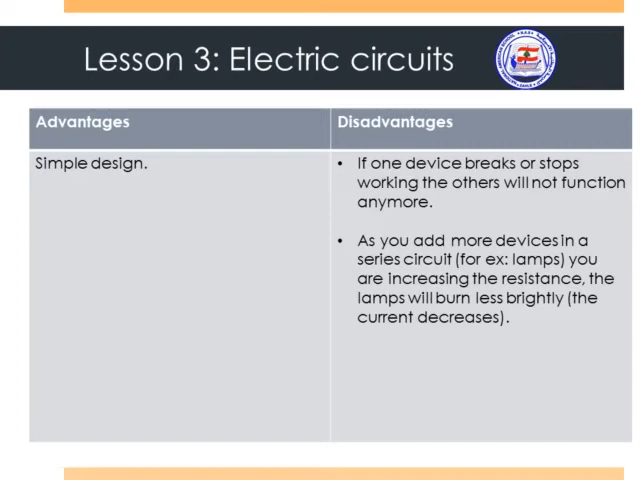 Lesson 3: Electric circuits
Advantages
Disadvantages
Simple design.
• If one device breaks or stops
working the others will not function
anymore.
• As you add more devices in a
series circuit (for ex: lamps) you
are increasing the resistance, the
lamps will burn less brightly (the
current decreases).